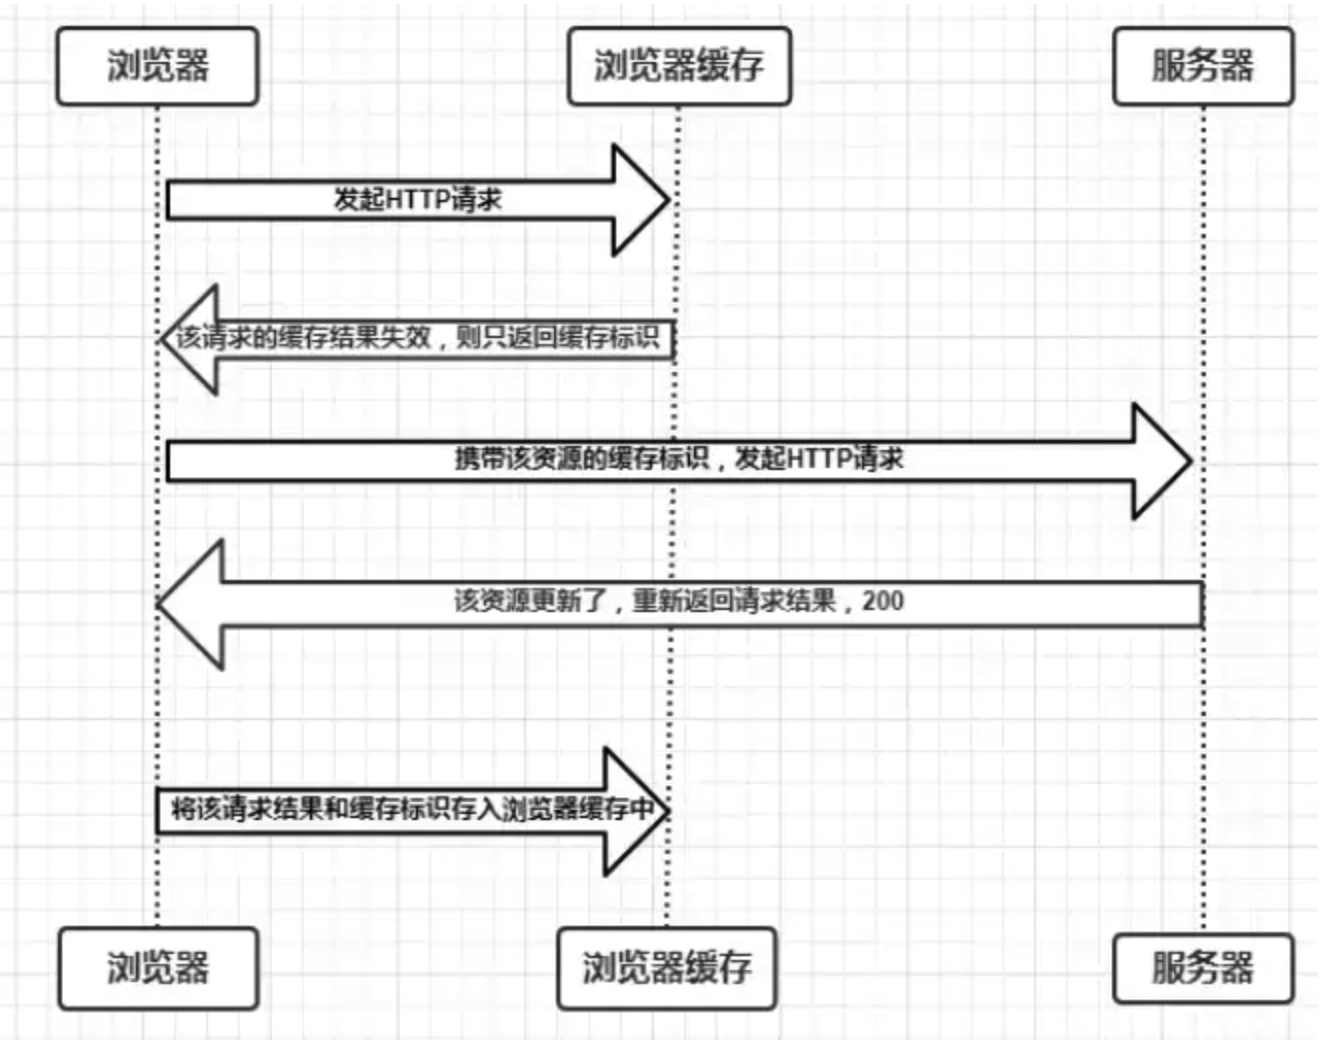 浏览器
浏览器缓存
服务器
发起HTTP请求
该请求的缓存结果失效，则只返回缓存标识
携带该资源的缓存标识，发起HTTP请求
该资源更新了，重新返回请求结果，200
将该请求结果和缓存标识存入浏览器缓存中
浏览器
浏览器缓存
服务器